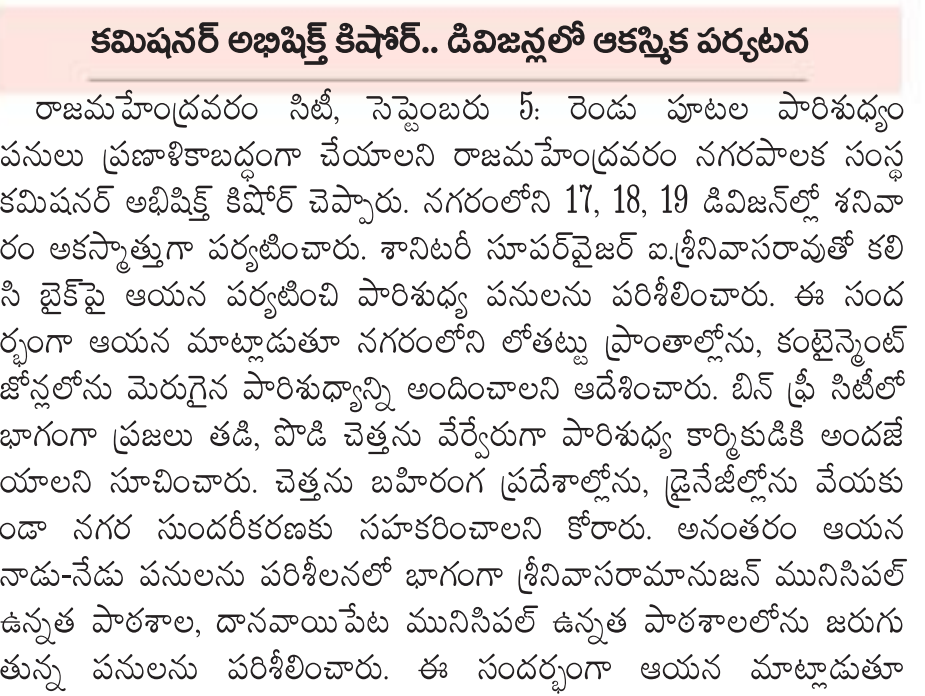 కమిషనర్ అభిషిక్త్ కిషోర్.. డివిజన్లలో ఆకస్మిక పర్యటన
రాజమహేంద్రవరం సిటీ, సెప్టెంబరు 5: రెండు పూటల పారిశుధ్యం
పనులు ప్రణాళికాబద్ధంగా చేయాలని రాజమహేంద్రవరం నగరపాలక సంస్థ
కమిషనర్ అభిషిక్త్ కిషోర్ చెప్పారు. నగరంలోని 17, 18, 19 డివిజన్‌ల్లో శనివా
రం అకస్మాత్తుగా పర్యటించారు. శానిటరీ సూపర్‌వైజర్ ఐ.శ్రీనివాసరావుతో కలి
సి బైక్‌పై ఆయన పర్యటించి పారిశుధ్య పనులను పరిశీలించారు. ఈ సంద
ర్భంగా ఆయన మాట్లాడుతూ నగరంలోని లోతట్టు ప్రాంతాల్లోను, కంటైన్మెంట్
జోన్లలోను మెరుగైన పారిశుధ్యాన్ని అందించాలని ఆదేశించారు. బిన్ ఫ్రీ సిటీలో
భాగంగా ప్రజలు తడి, పొడి చెత్తను వేర్వేరుగా పారిశుధ్య కార్మికుడికి అందజే
యాలని సూచించారు. చెత్తను బహిరంగ ప్రదేశాల్లోను, డ్రైనేజీల్లోను వేయకు
ండా నగర సుందరీకరణకు సహకరించాలని కోరారు. అనంతరం ఆయన
నాడు-నేడు పనులను పరిశీలనలో భాగంగా శ్రీనివాసరామానుజన్ మునిసిపల్
ఉన్నత పాఠశాల, దానవాయిపేట మునిసిపల్ ఉన్నత పాఠశాలలోను జరుగు
తున్న పనులను పరిశీలించారు. ఈ సందర్భంగా ఆయన మాట్లాడుతూ